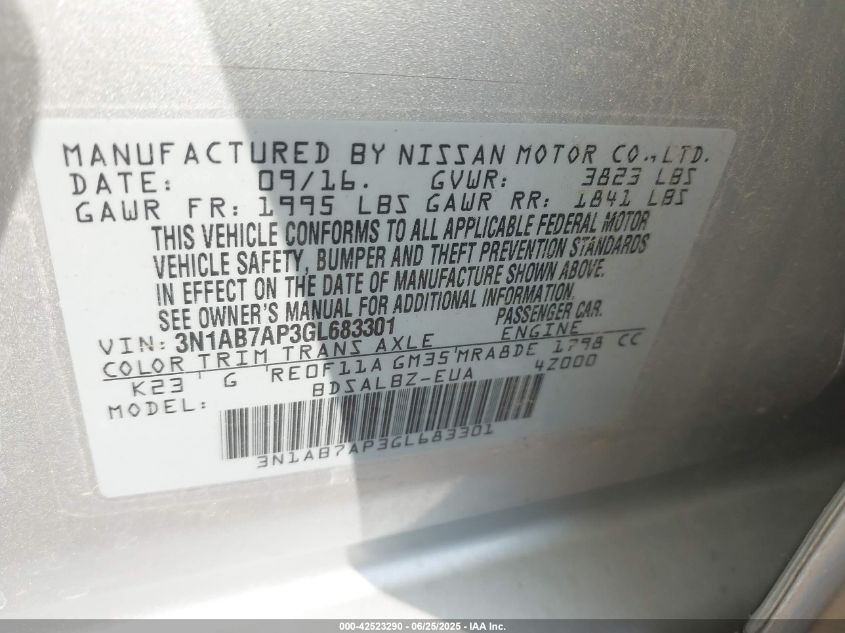 MANUFACTURED BY NISSAN MOTOR CO., LTD.
DATE: 09/16. GVWR: 3823 LBS
GAWR FR: 1995 LBS GAWR RR: 1841 LBS
THIS VEHICLE CONFORMS TO ALL APPLICABLE FEDERAL MOTOR
VEHICLE SAFETY, BUMPER AND THEFT PREVENTION STANDARDS
IN EFFECT ON THE DATE OF MANUFACTURE SHOWN ABOVE.
SEE OWNER'S MANUAL FOR ADDITIONAL INFORMATION.
VIN: 3N1AB7AP3GL683301 PASSENGER CAR.
COLOR TRIM TRANS AXLE ENGINE
K23 G RE0F11A GM35 MRA8DE 1798 CC
MODEL: BDSALBZ-EUA 4Z000
3N1AB7AP3GL683301
000-42523290 - 06/25/2025 - IAA Inc.